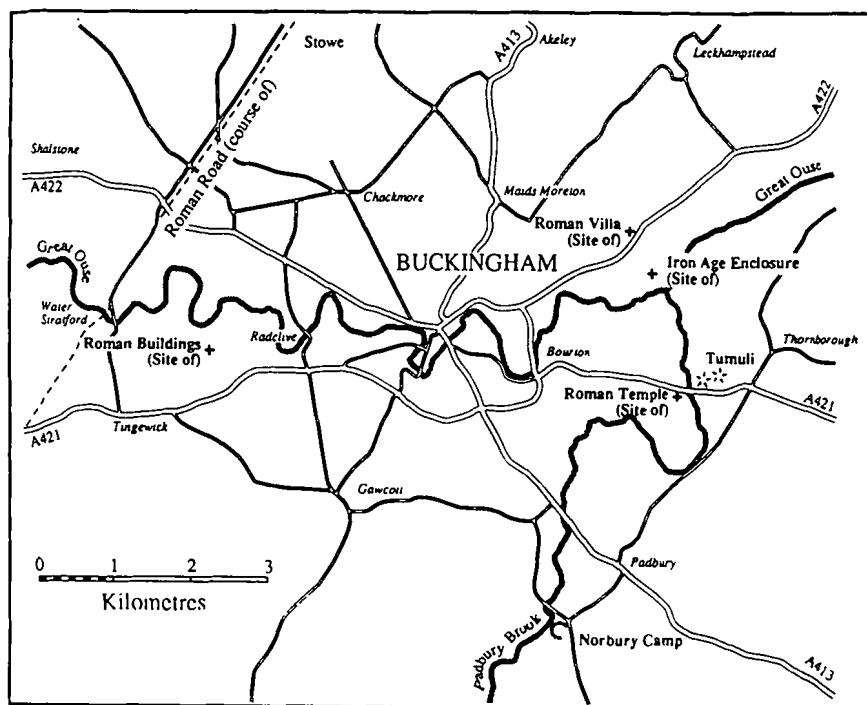 Stowe
A413
Akeley
Leckhampstead
A422
Shalstone
A422
Roman Road (course of)
Chackmore
Maids Moreton
Great Ouse
Roman Villa
(Site of)
Great Ouse
BUCKINGHAM
Iron Age Enclosure
(Site of)
Water
Stratford
Roman Buildings
(Site of)
Radclive
Bourton
Thornborough
Tumuli
Roman Temple
(Site of)
A421
A421
Tingewick
Gawcott
0 1 2 3
Kilometres
Padbury
Padbury Brook
Norbury Camp
A413